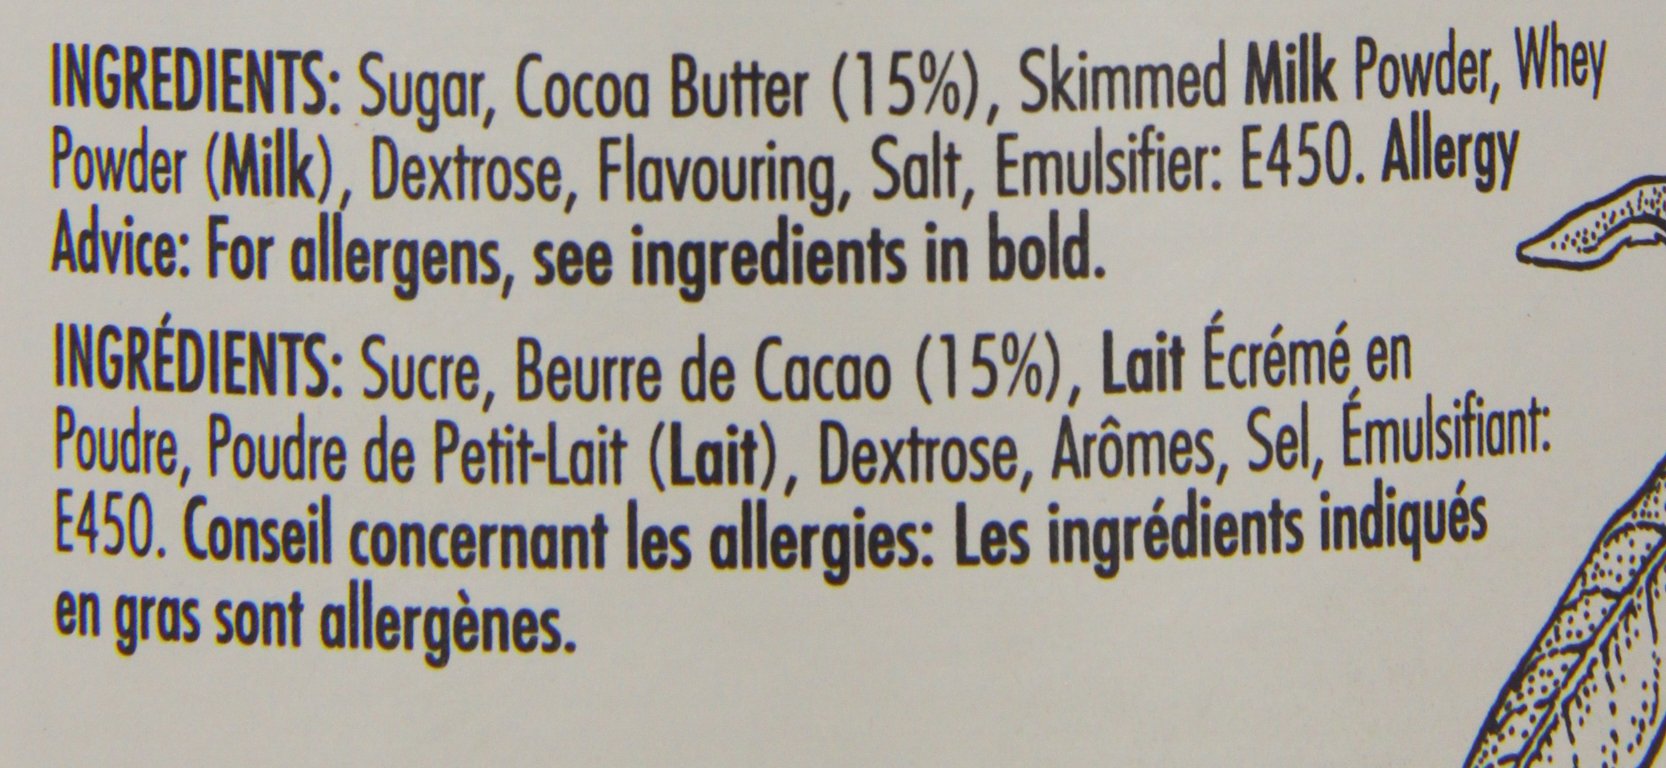 INGREDIENTS: Sugar, Cocoa Butter (15%), Skimmed Milk Powder, Whey
Powder (Milk), Dextrose, Flavouring, Salt, Emulsifier: E450. Allergy
Advice: For allergens, see ingredients in bold.
INGRÉDIENTS: Sucre, Beurre de Cacao (15%), Lait Écrémé en
Poudre, Poudre de Petit-Lait (Lait), Dextrose, Arômes, Sel, Émulsifiant:
E450. Conseil concernant les allergies: Les ingrédients indiqués
en gras sont allergènes.